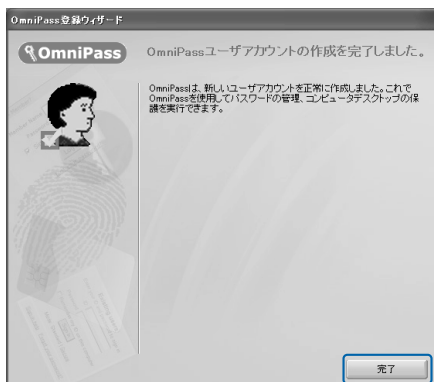 OmniPass登録ウィザード
OmniPass
OmniPassユーザアカウントの作成を完了しました。
OmniPassは、新しいユーザアカウントを正常に作成しました。これで
OmniPassを使用してパスワードの管理、コンピュータデスクトップの保
護を実行できます。
完了